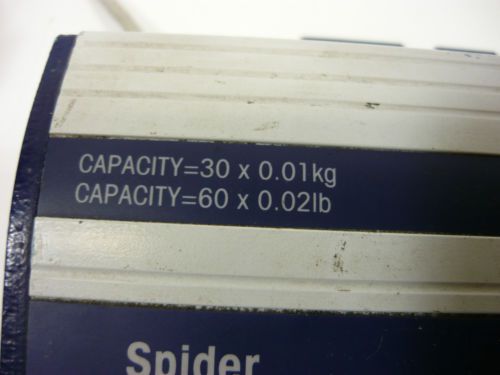 CAPACITY=30 x 0.01kg
CAPACITY=60 x 0.02lb
Spider